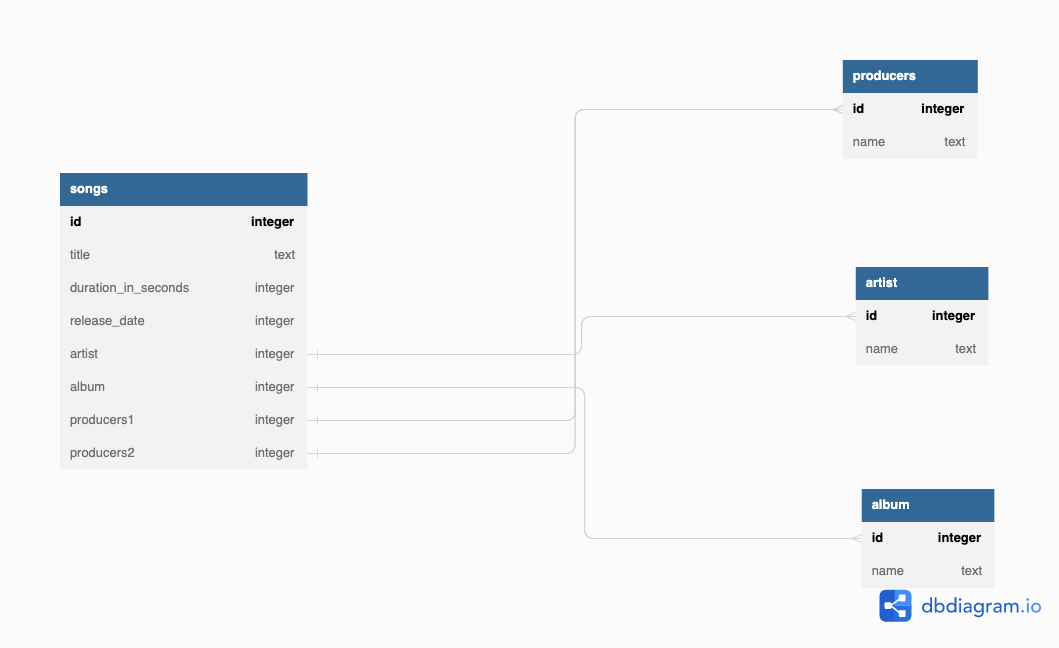 songs
id integer
title text
duration_in_seconds integer
release_date integer
artist integer
album integer
producers1 integer
producers2 integer
producers
id integer
name text
artist
id integer
name text
album
id integer
name text
dbdiagram.io